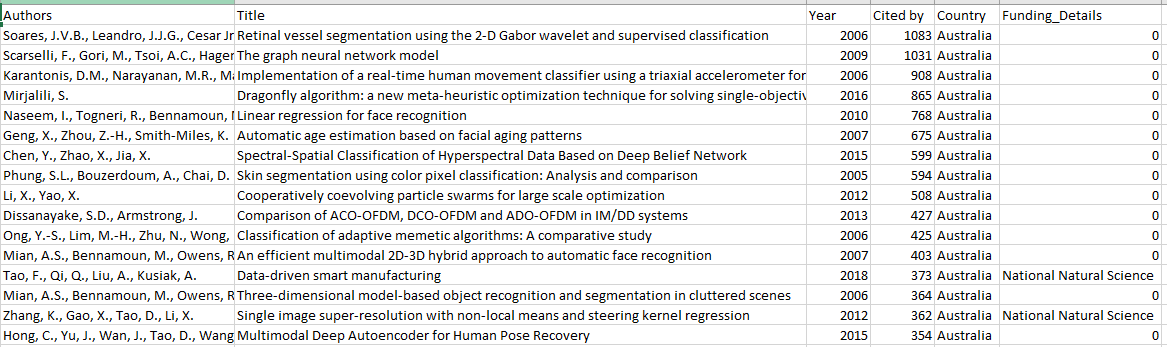 Authors Title Year Cited by Country Funding_Details
Soares, J.V.B., Leandro, J.J.G., Cesar Jr Retinal vessel segmentation using the 2-D Gabor wavelet and supervised classification 2006 1083 Australia 0
Scarselli, F., Gori, M., Tsoi, A.C., Hagen The graph neural network model 2009 1031 Australia 0
Karantonis, D.M., Narayanan, M.R., Ma Implementation of a real-time human movement classifier using a triaxial accelerometer for 2006 908 Australia 0
Mirjalili, S. Dragonfly algorithm: a new meta-heuristic optimization technique for solving single-objectiv 2016 865 Australia 0
Naseem, I., Togneri, R., Bennamoun, Linear regression for face recognition 2010 768 Australia 0
Geng, X., Zhou, Z.-H., Smith-Miles, K. Automatic age estimation based on facial aging patterns 2007 675 Australia 0
Chen, Y., Zhao, X., Jia, X. Spectral-Spatial Classification of Hyperspectral Data Based on Deep Belief Network 2015 599 Australia 0
Phung, S.L., Bouzerdoum, A., Chai, D. Skin segmentation using color pixel classification: Analysis and comparison 2005 594 Australia 0
Li, X., Yao, X. Cooperatively coevolving particle swarms for large scale optimization 2012 508 Australia 0
Dissanayake, S.D., Armstrong, J. Comparison of ACO-OFDM, DCO-OFDM and ADO-OFDM in IM/DD systems 2013 427 Australia 0
Ong, Y.-S., Lim, M.-H., Zhu, N., Wong, Classification of adaptive memetic algorithms: A comparative study 2006 425 Australia 0
Mian, A.S., Bennamoun, M., Owens, R An efficient multimodal 2D-3D hybrid approach to automatic face recognition 2007 403 Australia 0
Tao, F., Qi, Q., Liu, A., Kusiak, A. Data-driven smart manufacturing 2018 373 Australia National Natural Science
Mian, A.S., Bennamoun, M., Owens, R Three-dimensional model-based object recognition and segmentation in cluttered scenes 2006 364 Australia 0
Zhang, K., Gao, X., Tao, D., Li, X. Single image super-resolution with non-local means and steering kernel regression 2012 362 Australia National Natural Science
Hong, C., Yu, J., Wan, J., Tao, D., Wang Multimodal Deep Autoencoder for Human Pose Recovery 2015 354 Australia 0